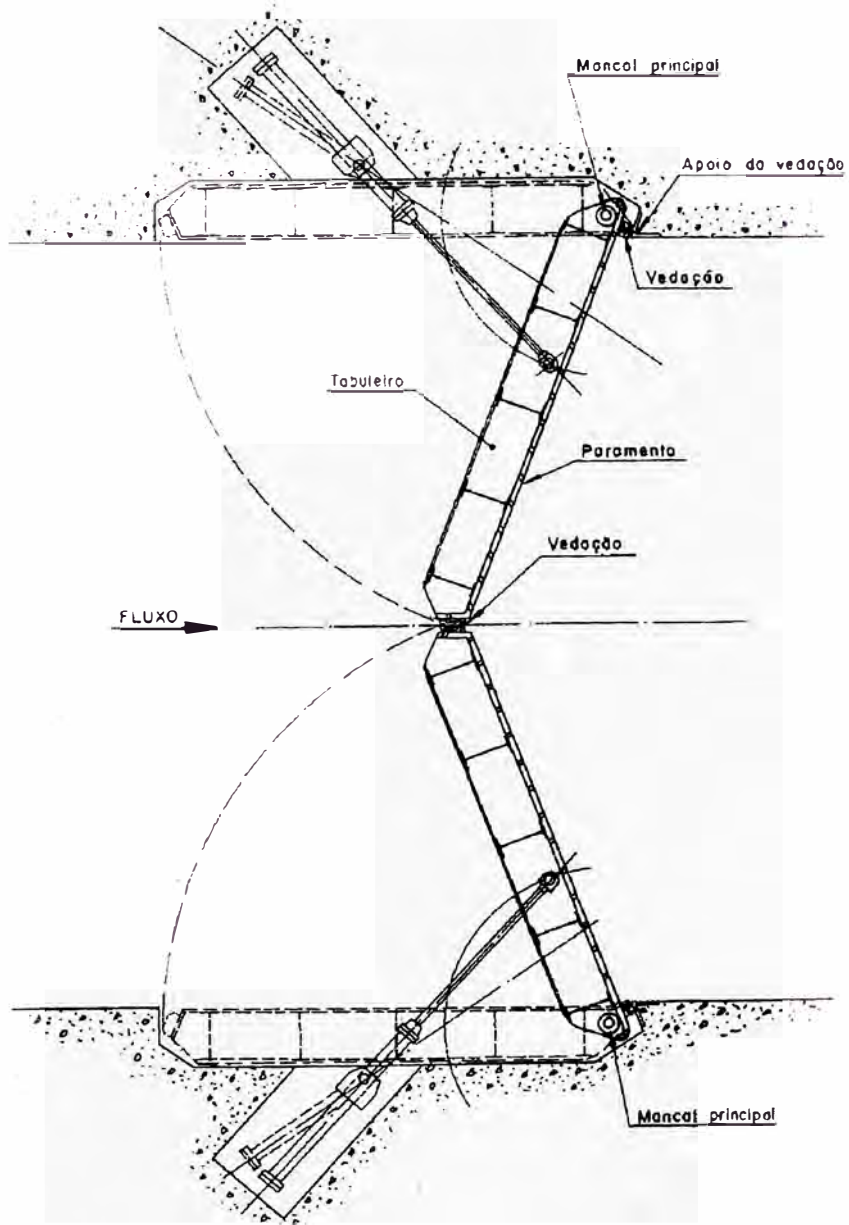 Mancal principal
Apoio da vedação
Vedação
Tabuleiro
Paramento
Vedação
FLUXO
Mancal principal